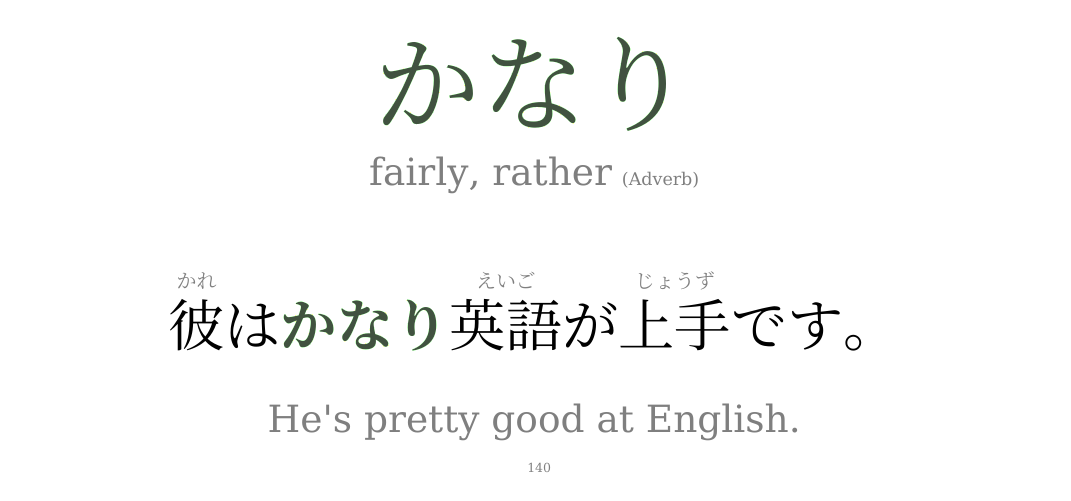 かなり
fairly, rather (Adverb)
かれ えいご じょうず
彼はかなり英語が上手です。
He's pretty good at English.
140